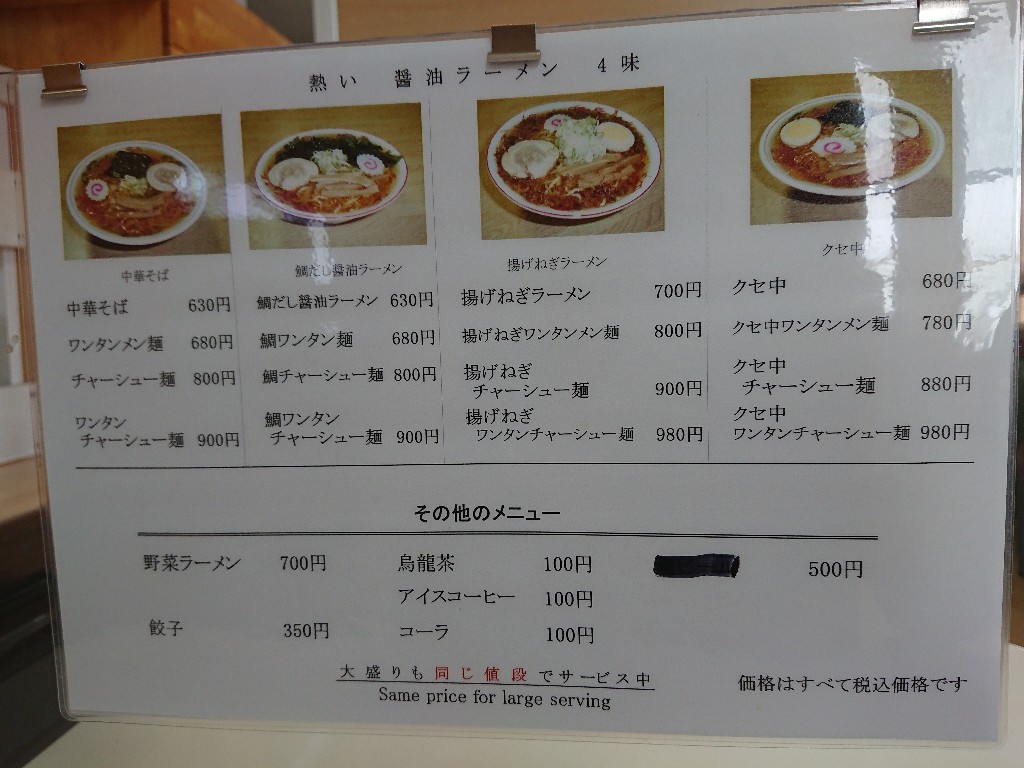 熱い 醤油ラーメン 4味
中華そば
中華そば 630円
ワンタンメン麺 680円
チャーシュー麺 800円
ワンタン
チャーシュー麺 900円
鯛だし醤油ラーメン
鯛だし醤油ラーメン 630円
鯛ワンタン麺 680円
鯛チャーシュー麺 800円
鯛ワンタン
チャーシュー麺 900円
揚げねぎラーメン
揚げねぎラーメン 700円
揚げねぎワンタンメン麺 800円
揚げねぎ
チャーシュー麺 900円
揚げねぎ
ワンタンチャーシュー麺 980円
クセ中
クセ中 680円
クセ中ワンタンメン麺 780円
クセ中
チャーシュー麺 880円
クセ中
ワンタンチャーシュー麺 980円
その他のメニュー
野菜ラーメン 700円 烏龍茶 100円 500円
アイスコーヒー 100円
餃子 350円 コーラ 100円
大盛りも同じ値段でサービス中
Same price for large serving
価格はすべて税込価格です